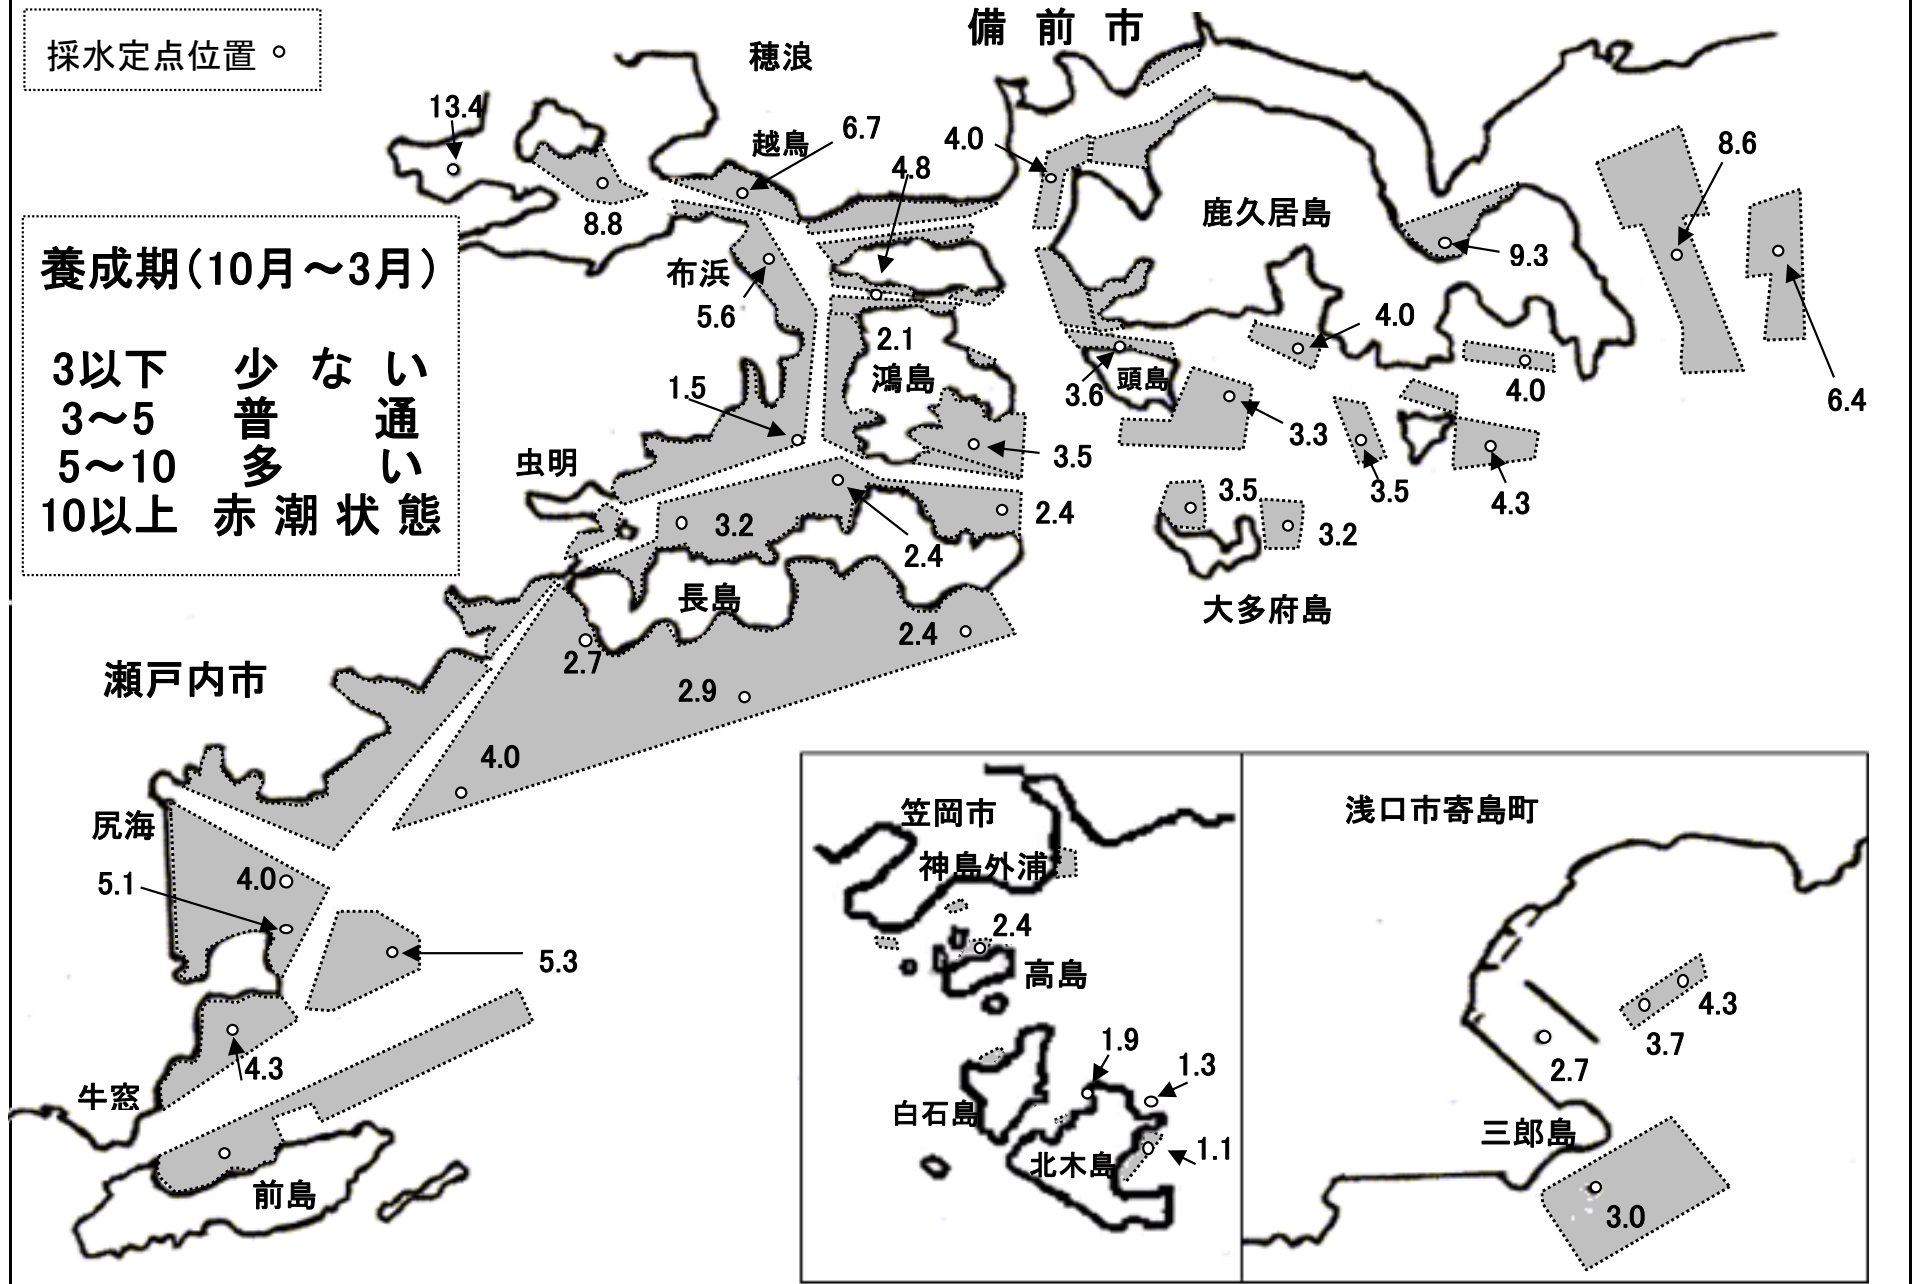 採水定点位置
備前市
穂浪
13.4
越鳥
6.7
4.0
4.8
8.6
8.8
鹿久居島
9.3
養成期(10月～3月)
3以下 少ない
3～5 普通
5～10 多い
10以上 赤潮状態
布浜
5.6
2.1
鴻島
4.0
3.6
頭島
4.0
6.4
1.5
3.3
3.5
虫明
3.5
3.5
4.3
2.4
3.2
2.4
3.2
長島
大多府島
2.4
2.7
2.9
瀬戸内市
4.0
尻海
4.0
5.1
5.3
4.3
牛窓
前島
笠岡市
神島外浦
2.4
高島
1.9
1.3
白石島
1.1
北木島
浅口市寄島町
4.3
3.7
2.7
三郎島
3.0